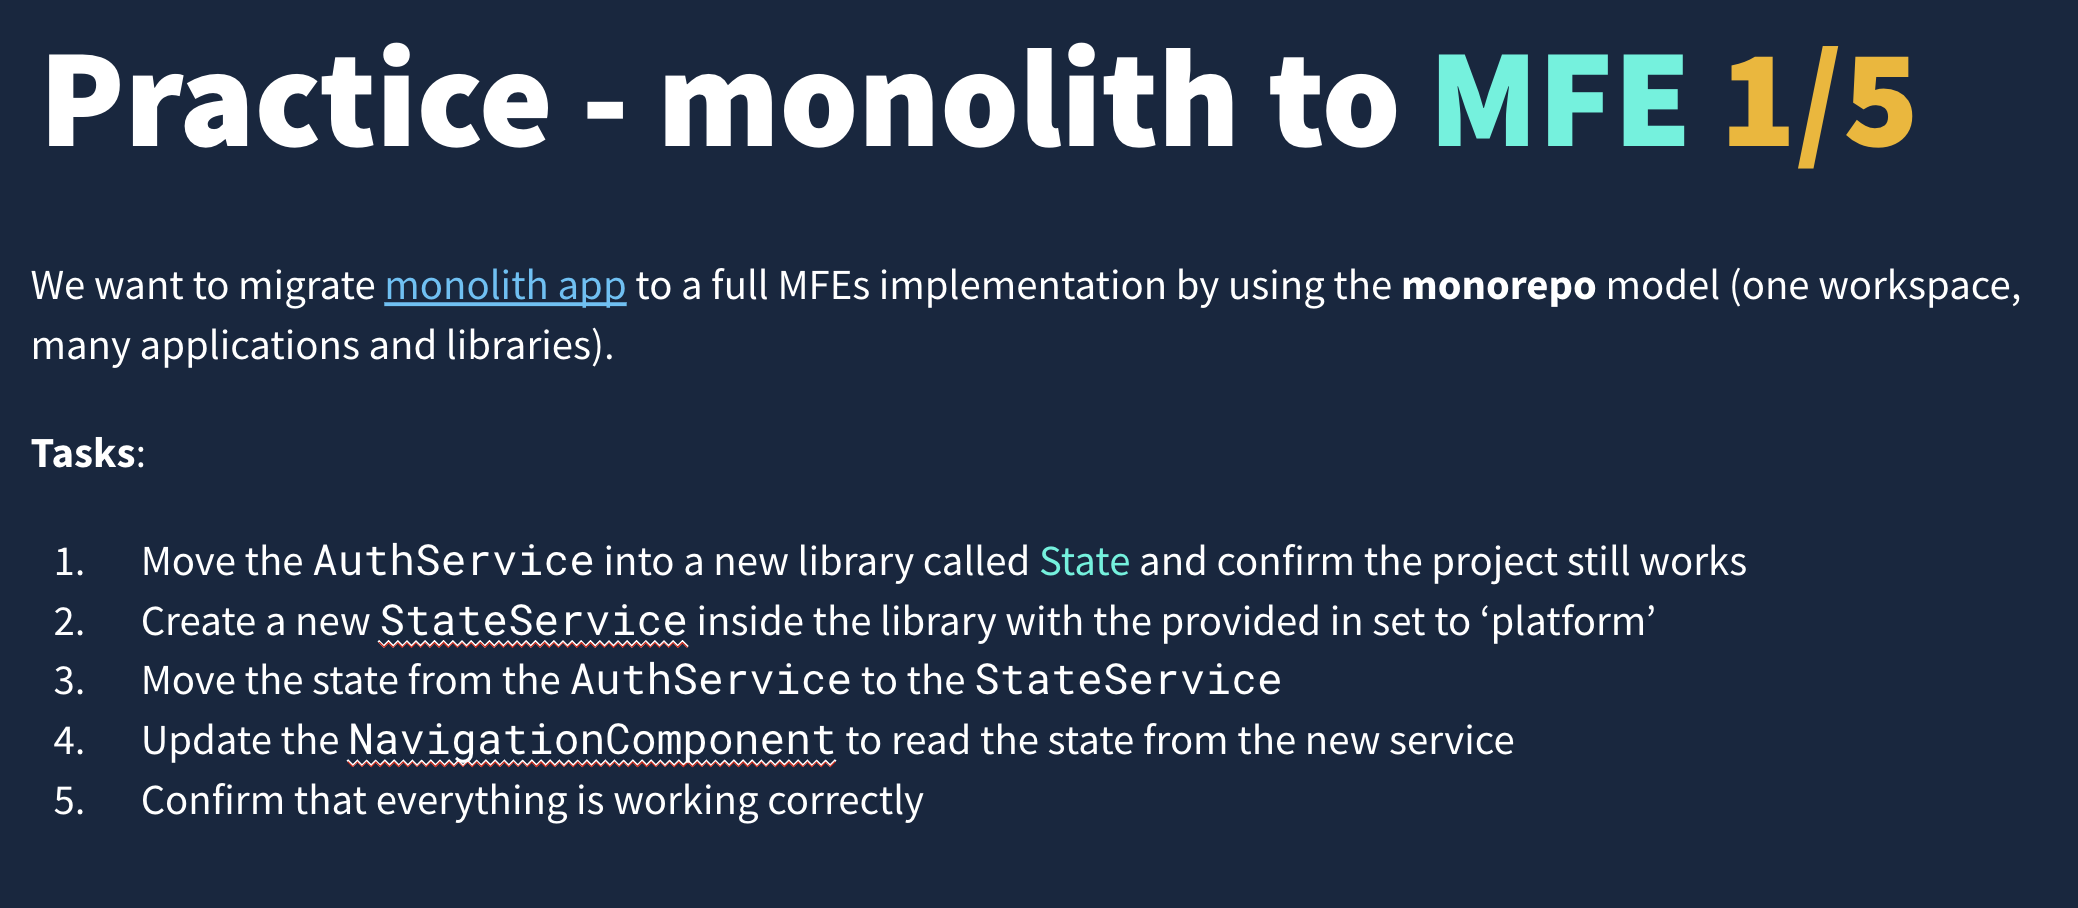 Practice - monolith to MFE 1/5
We want to migrate monolith app to a full MFEs implementation by using the monorepo model (one workspace,
many applications and libraries).
Tasks:
1. Move the AuthService into a new library called State and confirm the project still works
2. Create a new StateService inside the library with the provided in set to ‘platform’
3. Move the state from the AuthService to the StateService
4. Update the NavigationComponent to read the state from the new service
5. Confirm that everything is working correctly